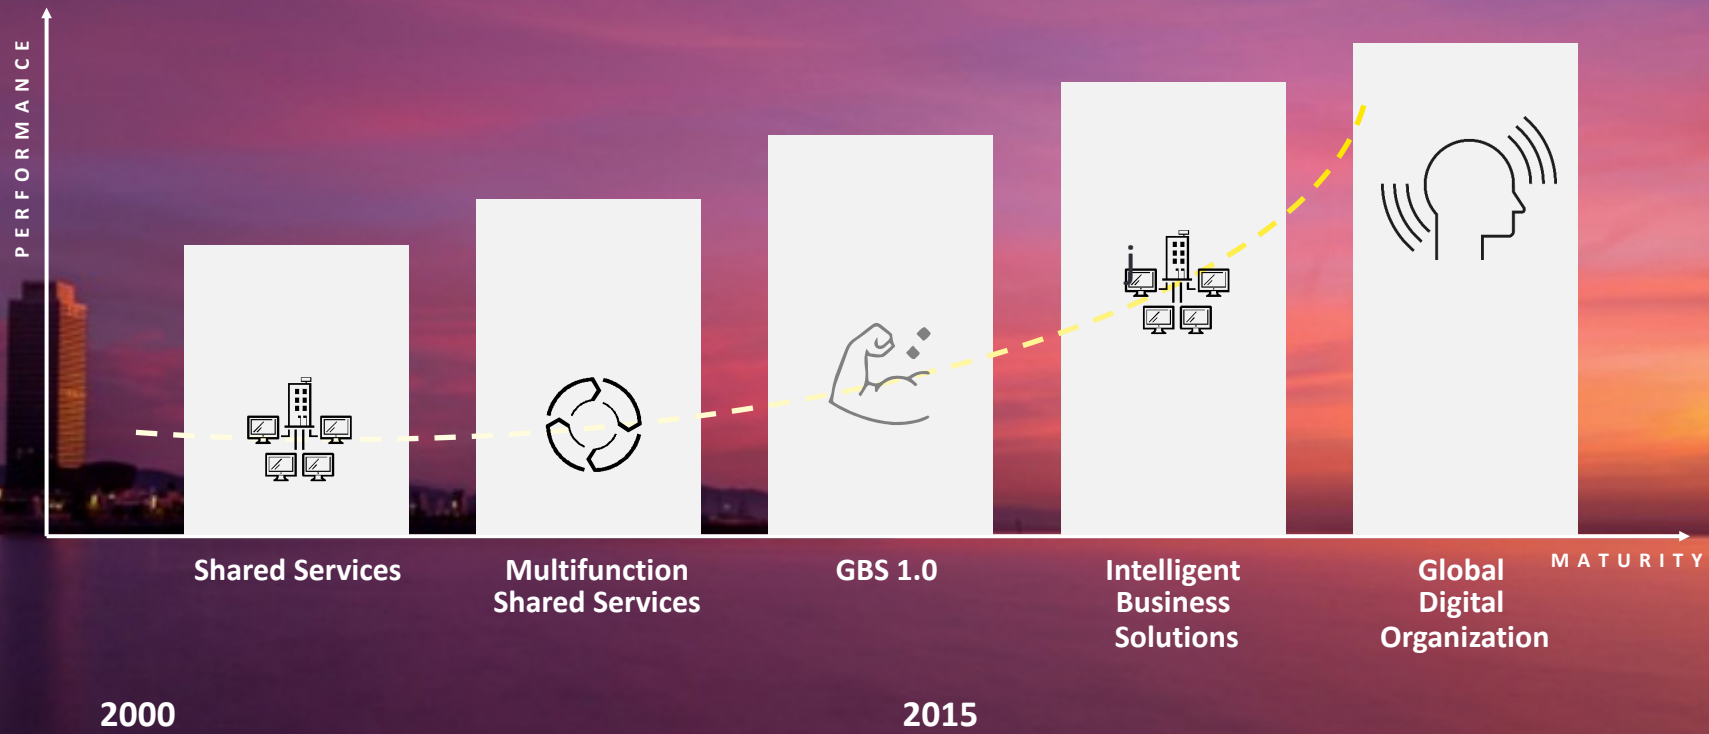 PERFORMANCE
j
Shared Services
Multifunction
Shared Services
GBS 1.0
Intelligent
Business
Solutions
Global
Digital
Organization
MATURITY
2000
2015